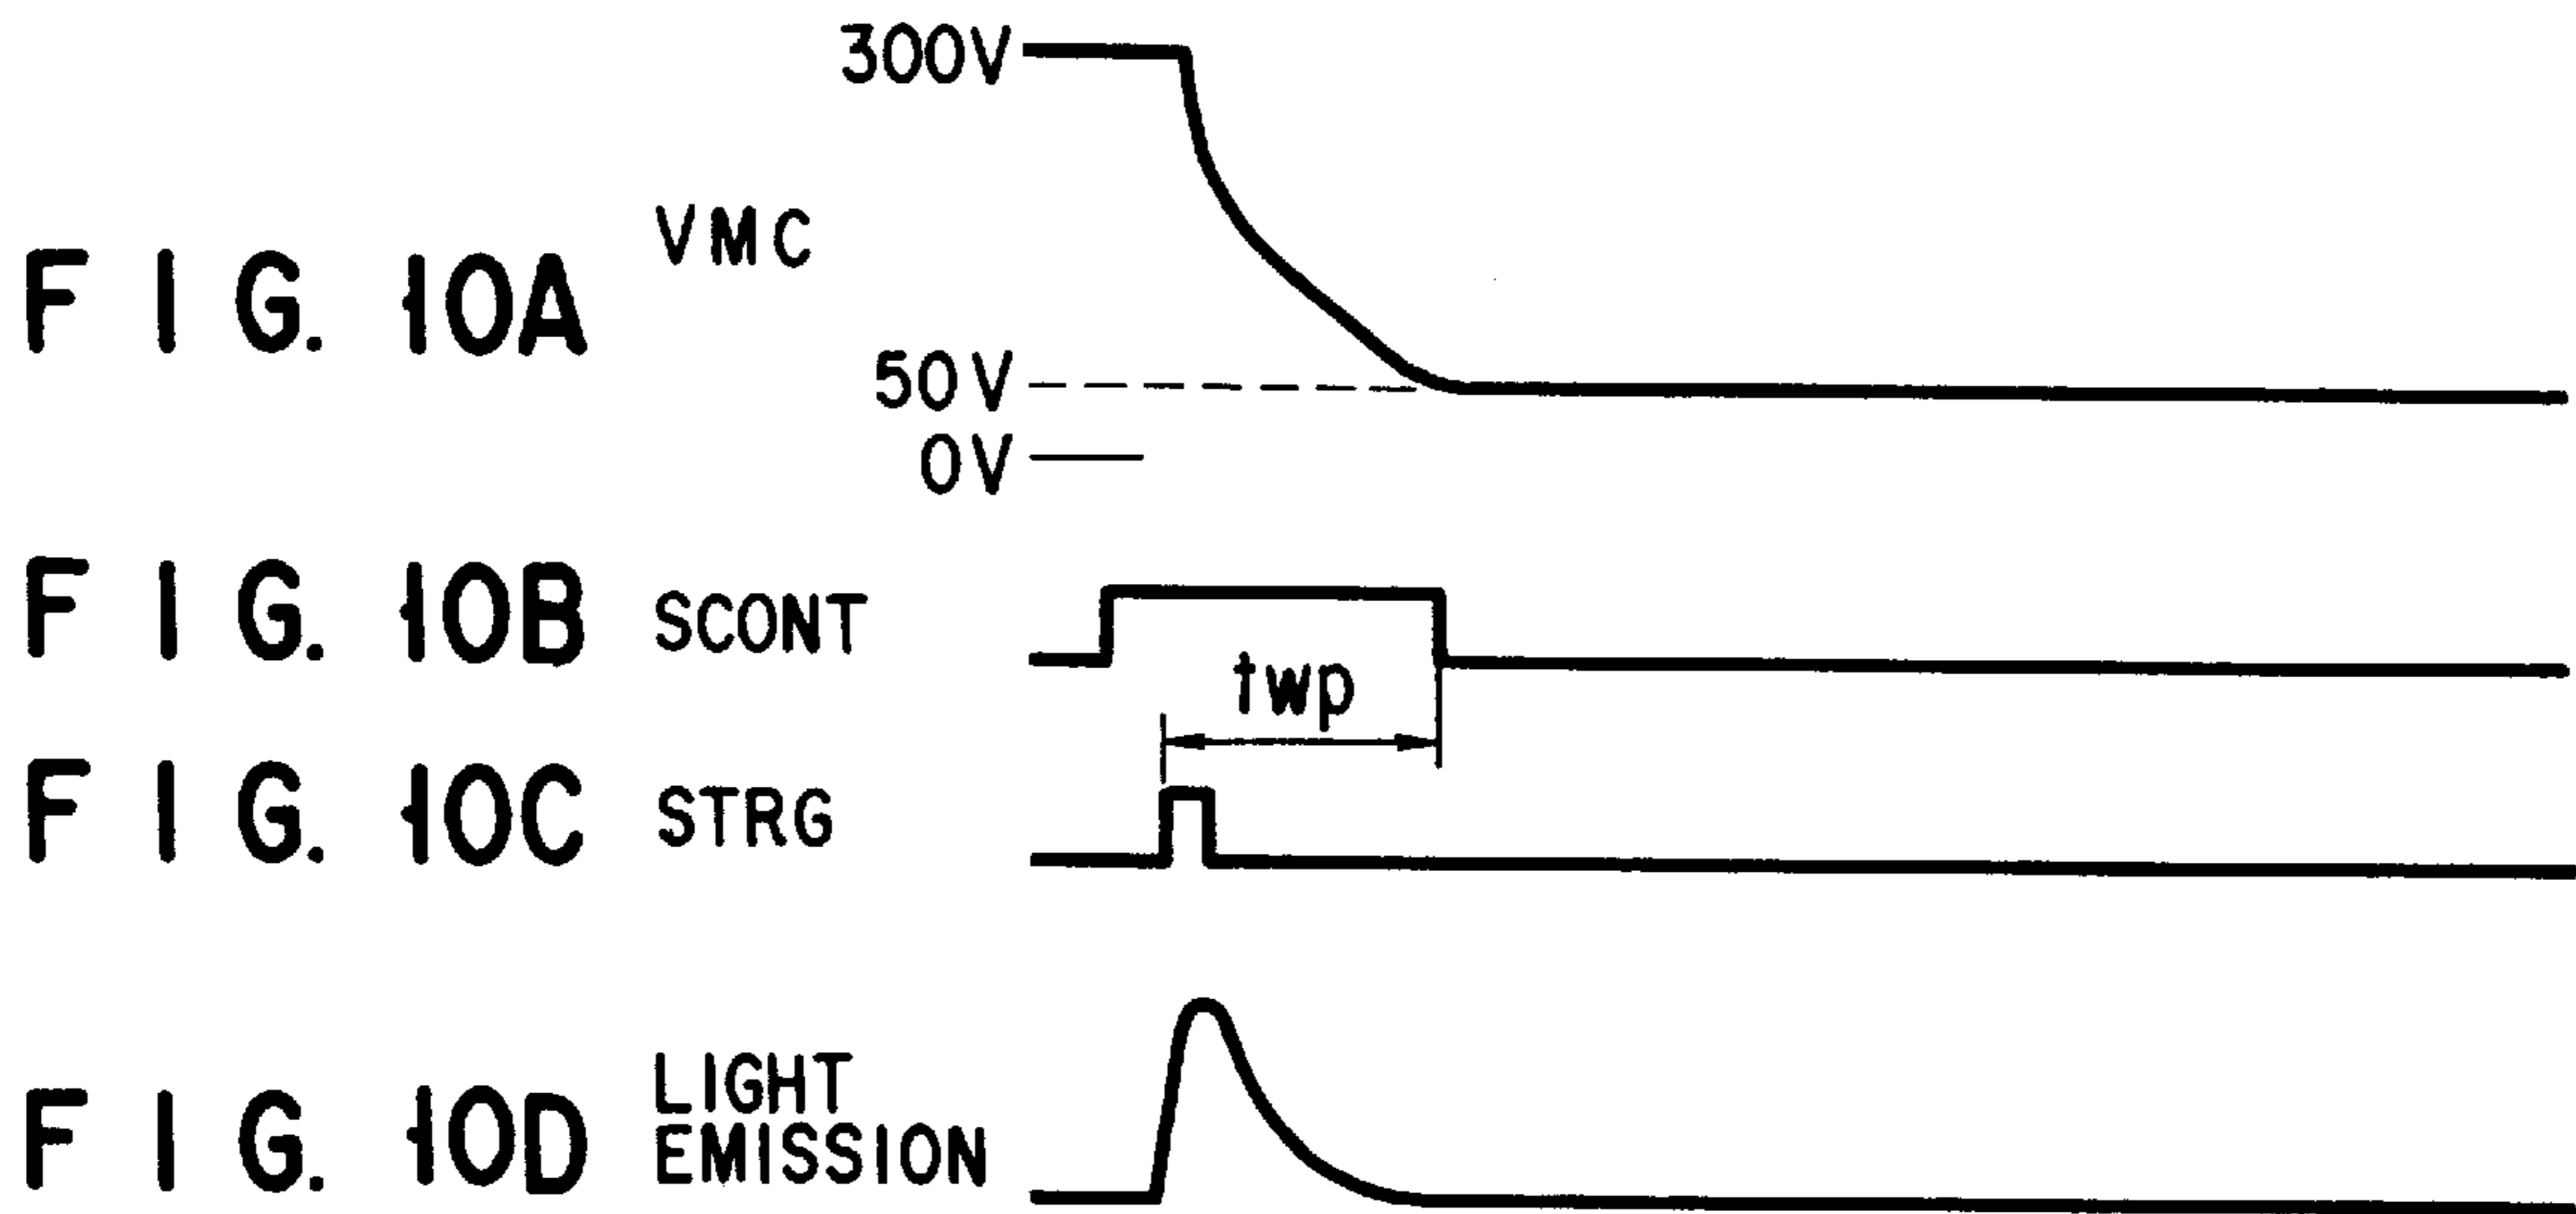 300V
FIG. 10A VMC
50V
0V
FIG. 10B SCONT
twp
FIG. 10C STRG
FIG. 10D LIGHT
EMISSION